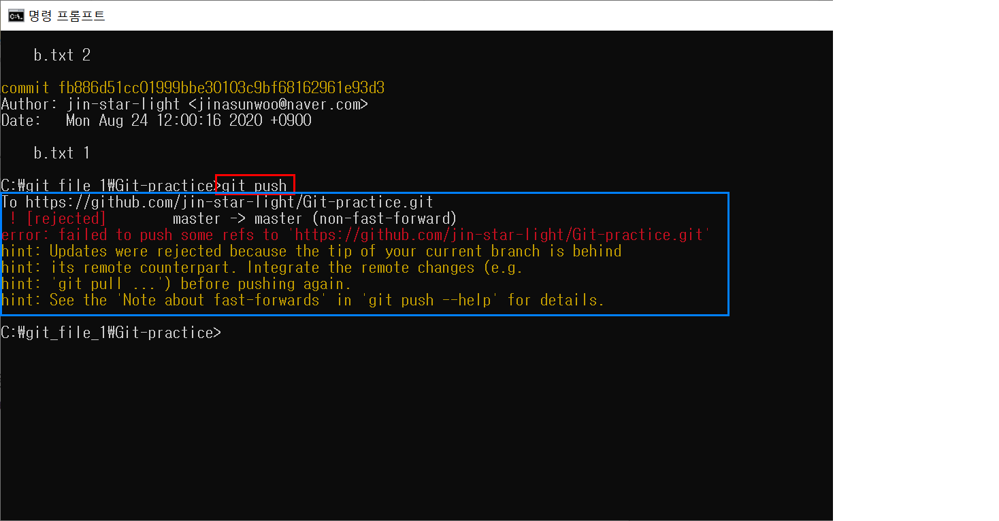 명령 프롬프트
b.txt 2
commit fb886d51cc01999bbe30103c9bf68162961e93d3
Author: jin-star-light <jinasunwoo@naver.com>
Date:   Mon Aug 24 12:00:16 2020 +0900
b.txt 1
C:₩git_file_1₩Git-practice>git push
To https://github.com/jin-star-light/Git-practice.git
! [rejected]        master -> master (non-fast-forward)
error: failed to push some refs to 'https://github.com/jin-star-light/Git-practice.git'
hint: Updates were rejected because the tip of your current branch is behind
hint: its remote counterpart. Integrate the remote changes (e.g.
hint: 'git pull ...') before pushing again.
hint: See the 'Note about fast-forwards' in 'git push --help' for details.
C:₩git_file_1₩Git-practice>